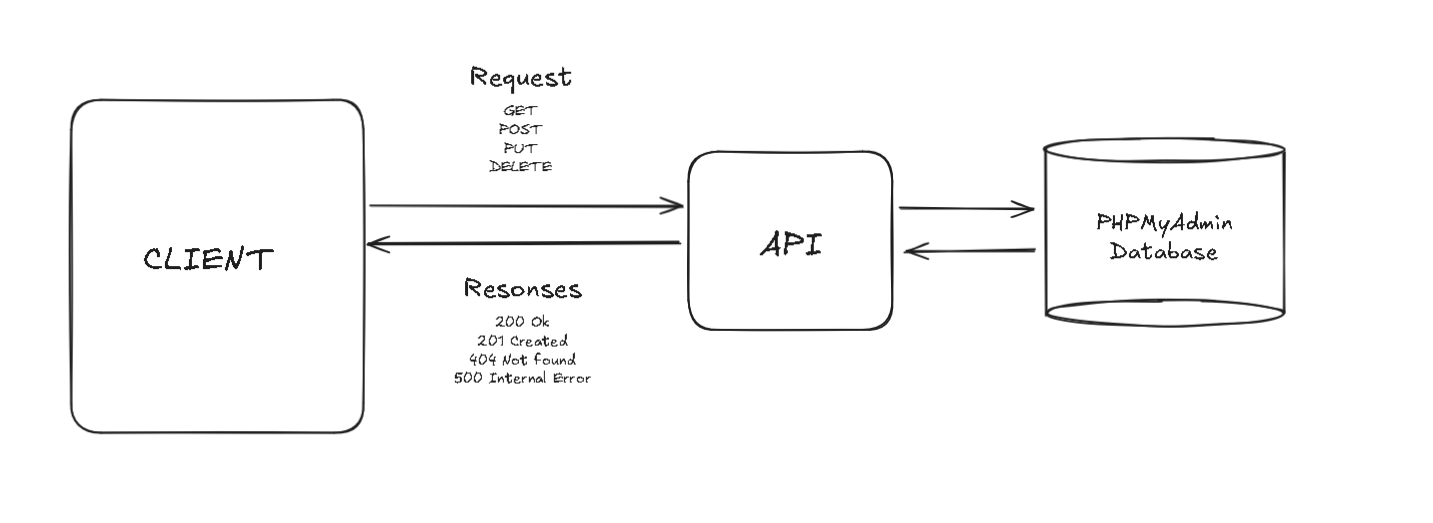 Request
GET
POST
PUT
DELETE
CLIENT
API
PHPMyAdmin
Database
Resonses
200 Ok
201 Created
404 Not found
500 Internal Error